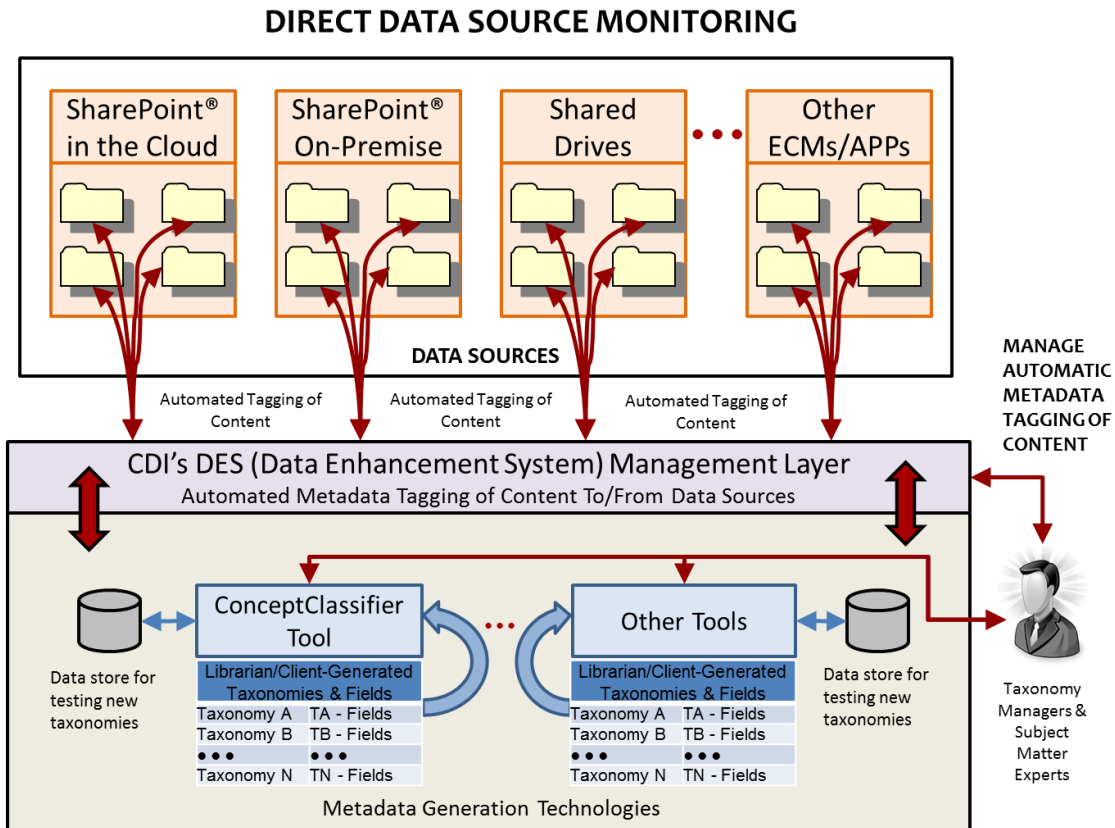 DIRECT DATA SOURCE MONITORING
SharePoint®
in the Cloud
SharePoint®
On-Premise
Shared
Drives
Other
ECMs/APPs
DATA SOURCES
Automated Tagging of
Content
Automated Tagging of
Content
Automated Tagging of
Content
MANAGE
AUTOMATIC
METADATA
TAGGING OF
CONTENT
CDI's DES (Data Enhancement System) Management Layer
Automated Metadata Tagging of Content To/From Data Sources
ConceptClassifier
Tool
Other Tools
Data store for
testing new
taxonomies
Librarian/Client-Generated
Taxonomies & Fields
Taxonomy A TA - Fields
Taxonomy B TB - Fields
● ● ● ● ● ●
Taxonomy N TN - Fields
Librarian/Client-Generated
Taxonomies & Fields
Taxonomy A TA - Fields
Taxonomy B TB - Fields
● ● ● ● ● ●
Taxonomy N TN - Fields
Data store for
testing new
taxonomies
Taxonomy
Managers &
Subject
Matter
Experts
Metadata Generation Technologies